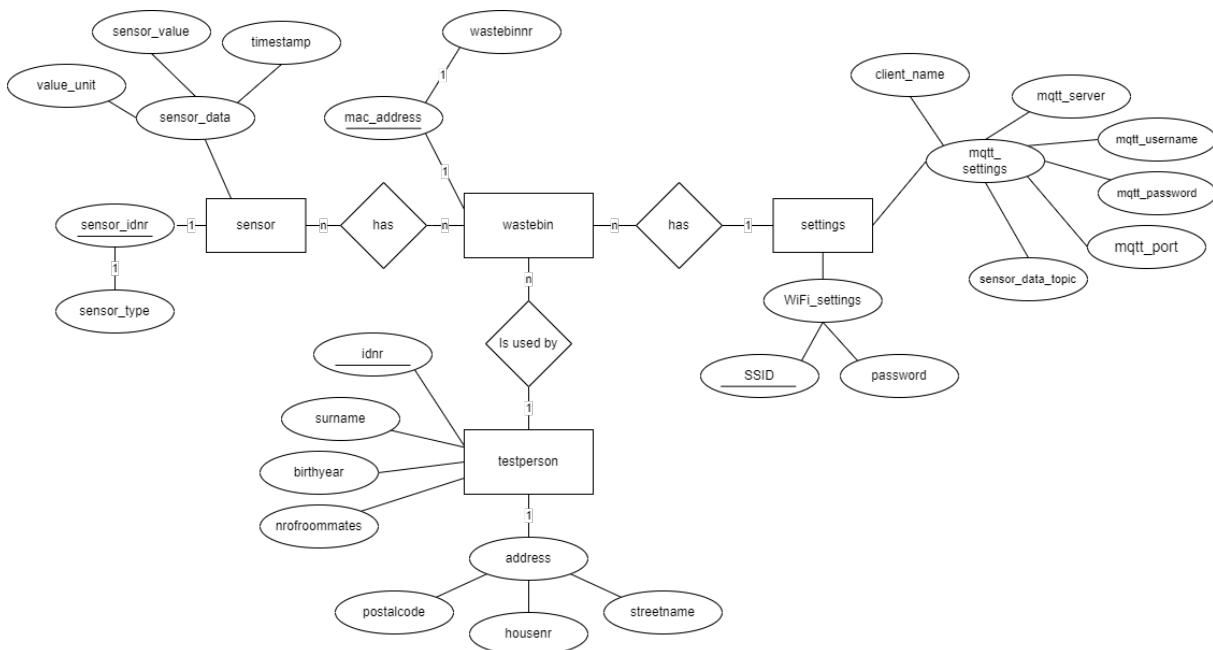 sensor_value
wastebinnr
timestamp
client_name
value_unit
mqtt_server
1
sensor_data
mac_address
mqtt_username
mqtt_
settings
1
mqtt_password
sensor_idnr
1
sensor
n
has
n
wastebin
n
has
1
settings
mqtt_port
1
n
sensor_data_topic
WiFi_settings
sensor_type
Is used by
idnr
SSID
password
1
surname
testperson
birthyear
nrofroommates
1
address
postalcode
streetname
housenr